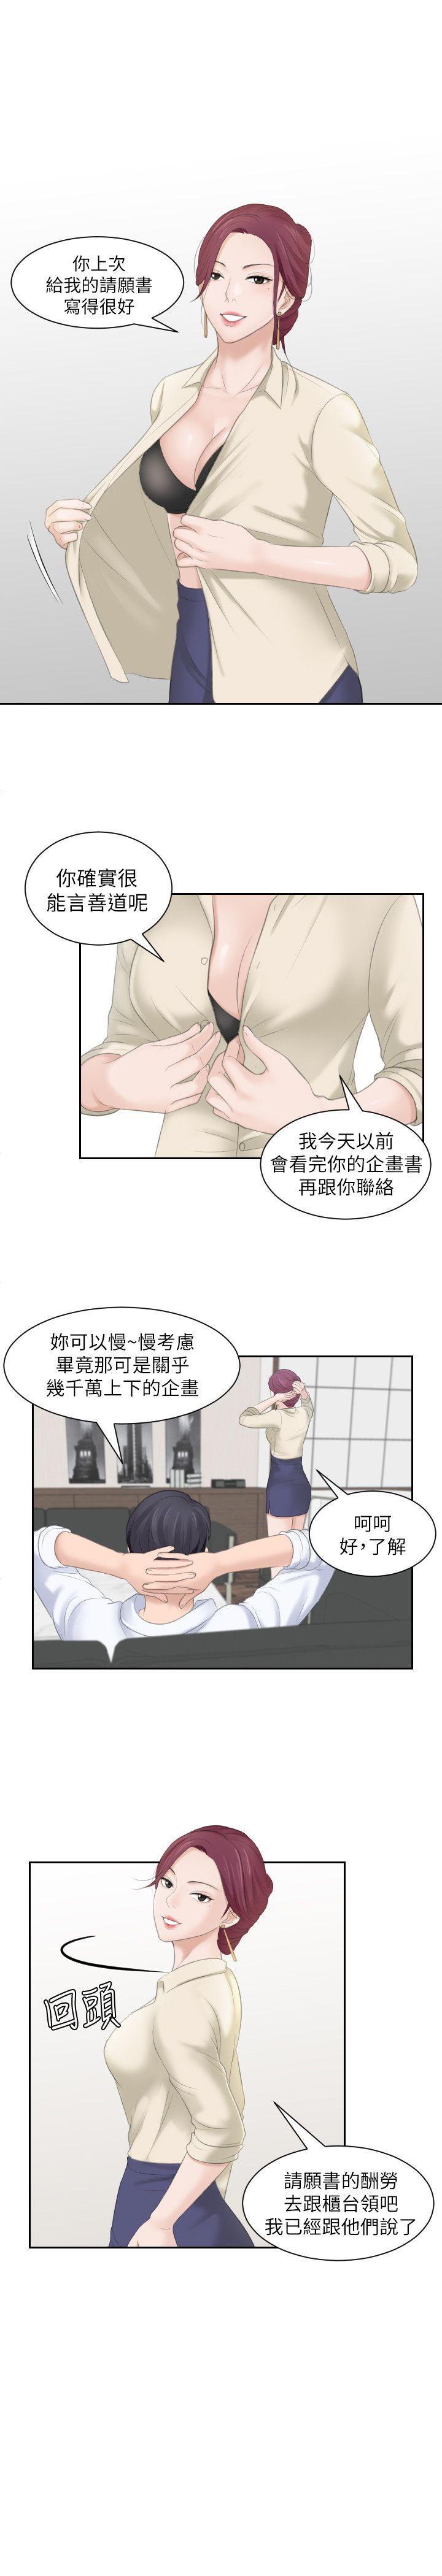 你上次
給我的請願書
寫得很好
你確實很
能言善道呢
我今天以前
會看完你的企畫書
再跟你聯絡
妳可以慢~慢考慮
畢竟那可是關乎
幾千萬上下的企畫
呵呵
好，了解
回頭
請願書的酬勞
去跟櫃台領吧
我已經跟他們說了